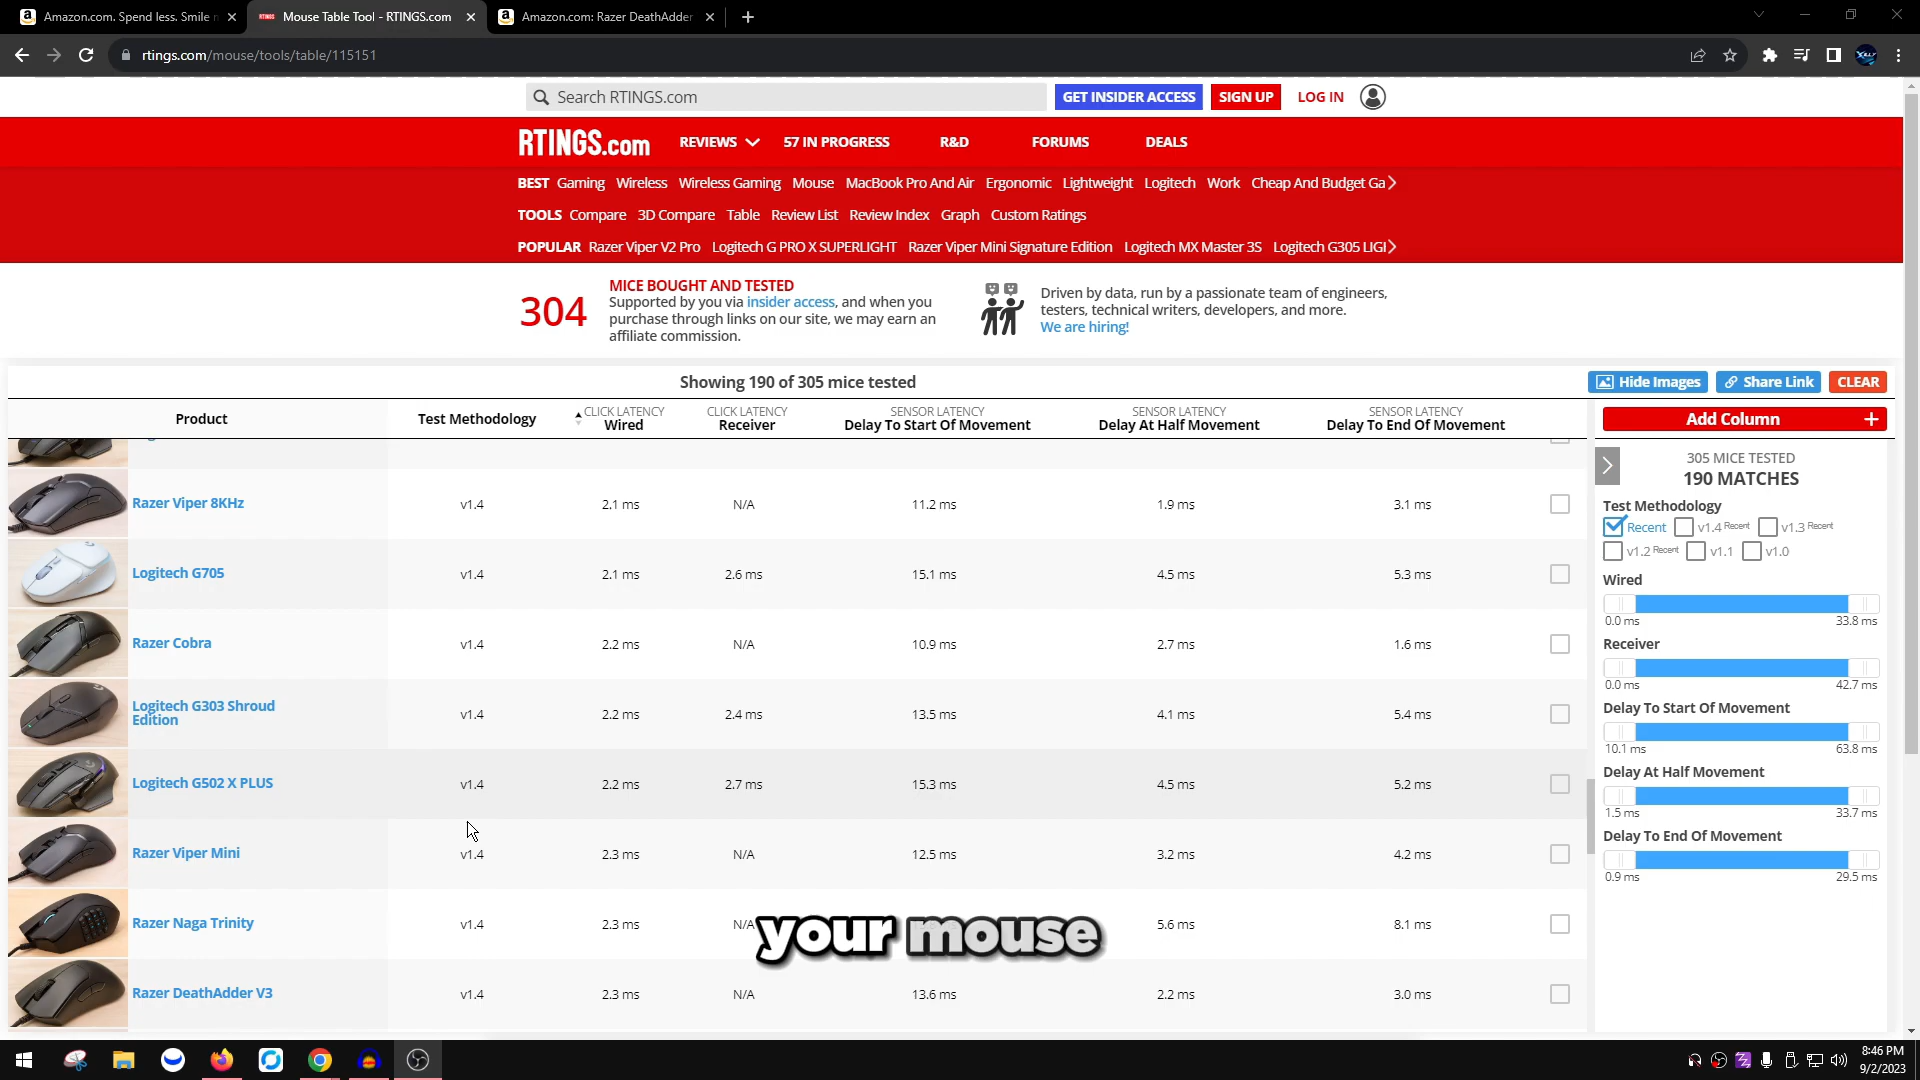 Amazon.com. Spend less. Smile
Mouse Table Tool - RTINGS.com
Amazon.com: Razer DeathAdder
rtings.com/mouse/tools/table/115151
Search RTINGS.com
GET INSIDER ACCESS SIGN UP LOG IN
RTINGS.com REVIEWS 57 IN PROGRESS R&D FORUMS DEALS
BEST Gaming Wireless Wireless Gaming Mouse MacBook Pro And Air Ergonomic Lightweight Logitech Work Cheap And Budget Ga
TOOLS Compare 3D Compare Table Review List Review Index Graph Custom Ratings
POPULAR Razer Viper V2 Pro Logitech G PRO X SUPERLIGHT Razer Viper Mini Signature Edition Logitech MX Master 3S Logitech G305 LIGI
304
MICE BOUGHT AND TESTED
Supported by you via insider access, and when you
purchase through links on our site, we may earn an
affiliate commission.
Driven by data, run by a passionate team of engineers,
testers, technical writers, developers, and more.
We are hiring!
Showing 190 of 305 mice tested
Hide Images Share Link CLEAR
Product Test Methodology CLICK LATENCY Wired CLICK LATENCY Receiver SENSOR LATENCY Delay To Start Of Movement SENSOR LATENCY Delay At Half Movement SENSOR LATENCY Delay To End Of Movement
Razer Viper 8KHz v1.4 2.1 ms N/A 11.2 ms 1.9 ms 3.1 ms
Logitech G705 v1.4 2.1 ms 2.6 ms 15.1 ms 4.5 ms 5.3 ms
Razer Cobra v1.4 2.2 ms N/A 10.9 ms 2.7 ms 1.6 ms
Logitech G303 Shroud
Edition v1.4 2.2 ms 2.4 ms 13.5 ms 4.1 ms 5.4 ms
Logitech G502 X PLUS v1.4 2.2 ms 2.7 ms 15.3 ms 4.5 ms 5.2 ms
Razer Viper Mini v1.4 2.3 ms N/A 12.5 ms 3.2 ms 4.2 ms
Razer Naga Trinity v1.4 2.3 ms N/A 5.6 ms 8.1 ms
your mouse
Razer DeathAdder V3 v1.4 2.3 ms N/A 13.6 ms 2.2 ms 3.0 ms
Add Column +
305 MICE TESTED
190 MATCHES
Test Methodology
Recent v1.4 Recent v1.3 Recent
v1.2 Recent v1.1 v1.0
Wired
0.0 ms 33.8 ms
Receiver
0.0 ms 42.7 ms
Delay To Start Of Movement
10.1 ms 63.8 ms
Delay At Half Movement
1.5 ms 33.7 ms
Delay To End Of Movement
0.9 ms 29.5 ms
8:46 PM
9/2/2023